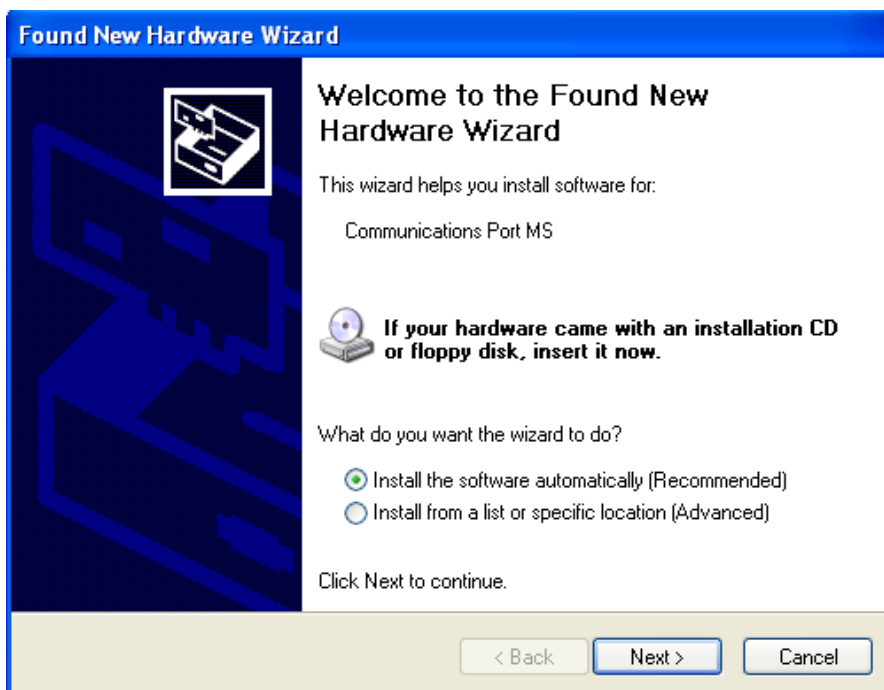 Found New Hardware Wizard
Welcome to the Found New
Hardware Wizard
This wizard helps you install software for:
Communications Port MS
If your hardware came with an installation CD
or floppy disk, insert it now.
What do you want the wizard to do?
Install the software automatically (Recommended)
Install from a list or specific location (Advanced)
Click Next to continue.
< Back
Next >
Cancel